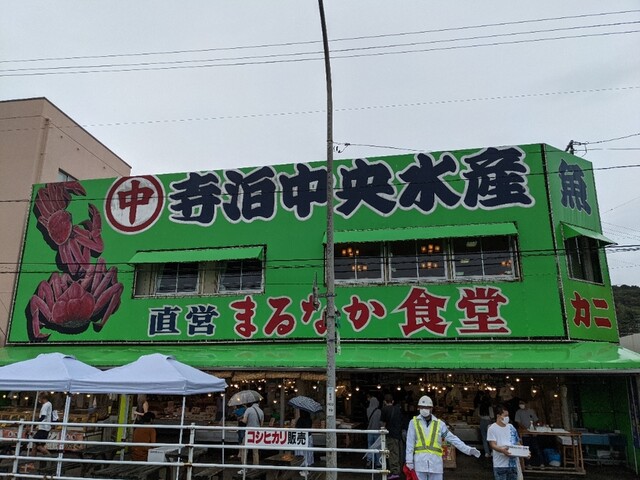 中 寺泊中央水産
直営 まるなか食堂
魚
カニ
コシヒカリ販売